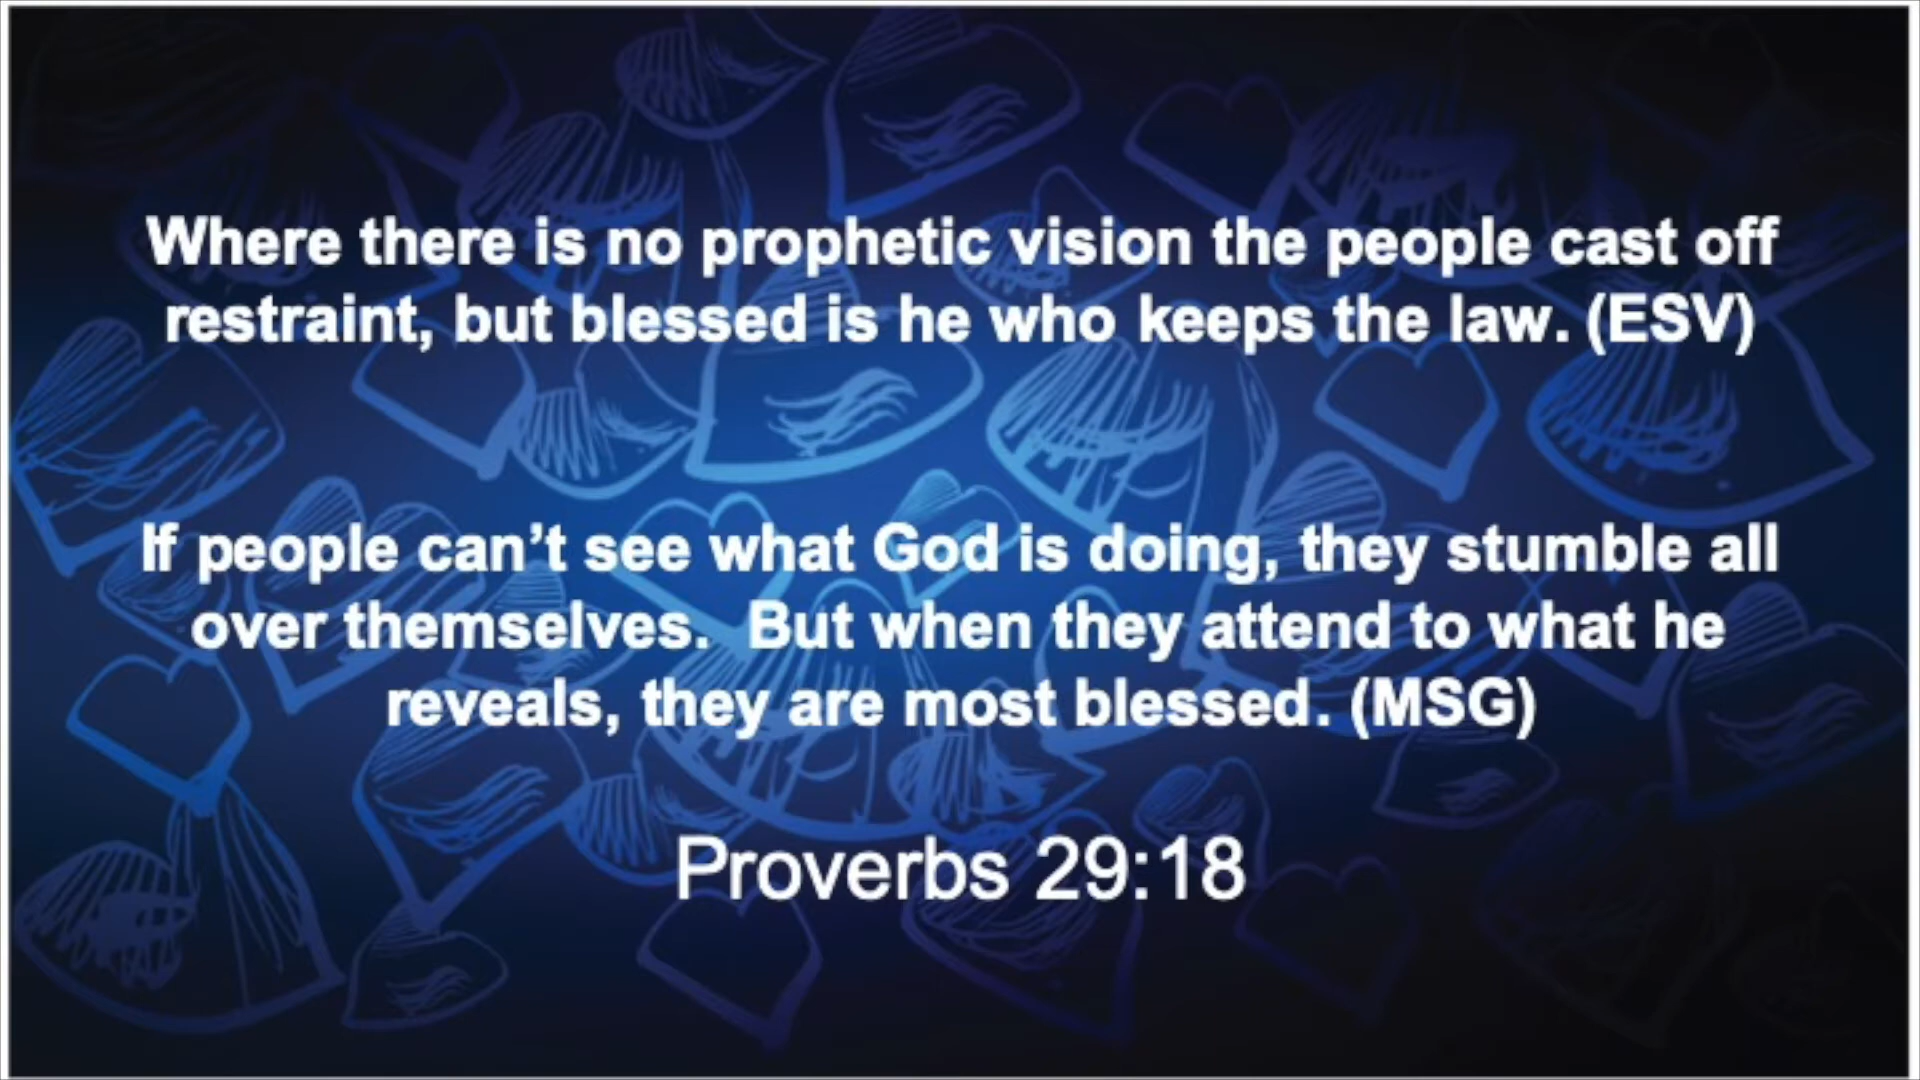 Where there is no prophetic vision the people cast off
restraint, but blessed is he who keeps the law. (ESV)
If people can’t see what God is doing, they stumble all
over themselves.  But when they attend to what he
reveals, they are most blessed. (MSG)
Proverbs 29:18